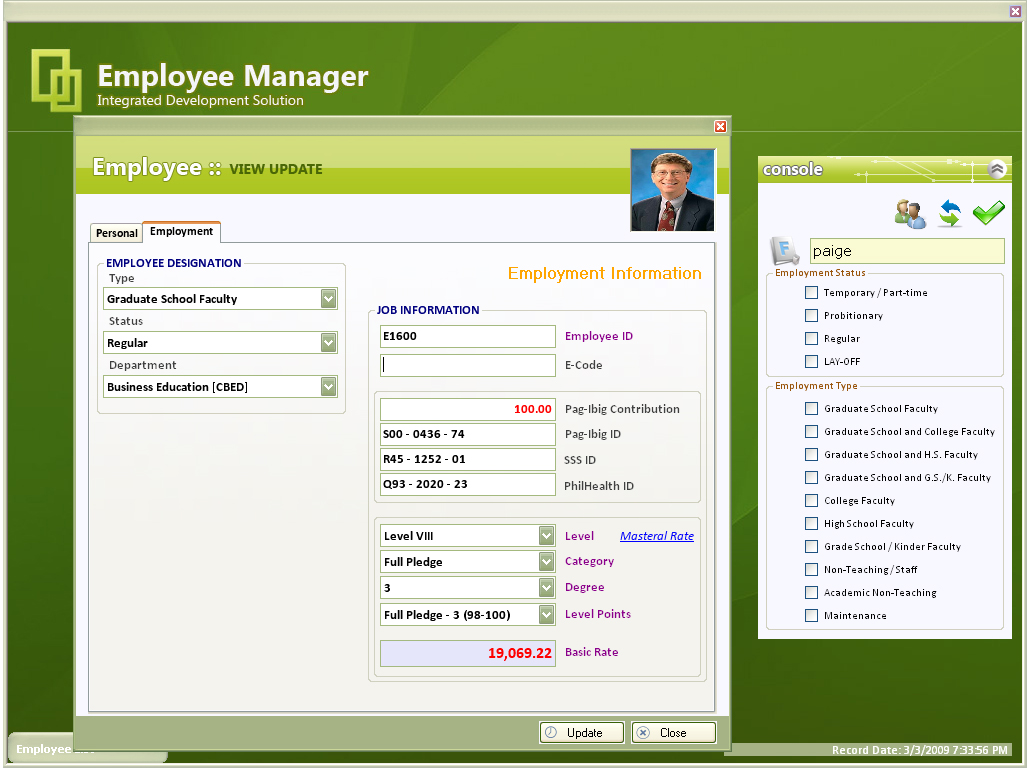 Employee Manager
Integrated Development Solution
Employee :: VIEW UPDATE
Personal
Employment
EMPLOYEE DESIGNATION
Type
Graduate School Faculty
Status
Regular
Department
Business Education [CBED]
Employment Information
JOB INFORMATION
E1600 Employee ID
E-Code
100.00 Pag-Ibig Contribution
S00 - 0436 - 74 Pag-Ibig ID
R45 - 1252 - 01 SSS ID
Q93 - 2020 - 23 PhilHealth ID
Level VIII Level Masteral Rate
Full Pledge Category
3 Degree
Full Pledge - 3 (98-100) Level Points
19,069.22 Basic Rate
Update
Close
console
F
paige
Employment Status
Temporary / Part-time
Probitionary
Regular
LAY-OFF
Employment Type
Graduate School Faculty
Graduate School and College Faculty
Graduate School and H.S. Faculty
Graduate School and G.S./K. Faculty
College Faculty
High School Faculty
Grade School / Kinder Faculty
Non-Teaching / Staff
Academic Non-Teaching
Maintenance
Employee
Record Date: 3/3/2009 7:33:56 PM